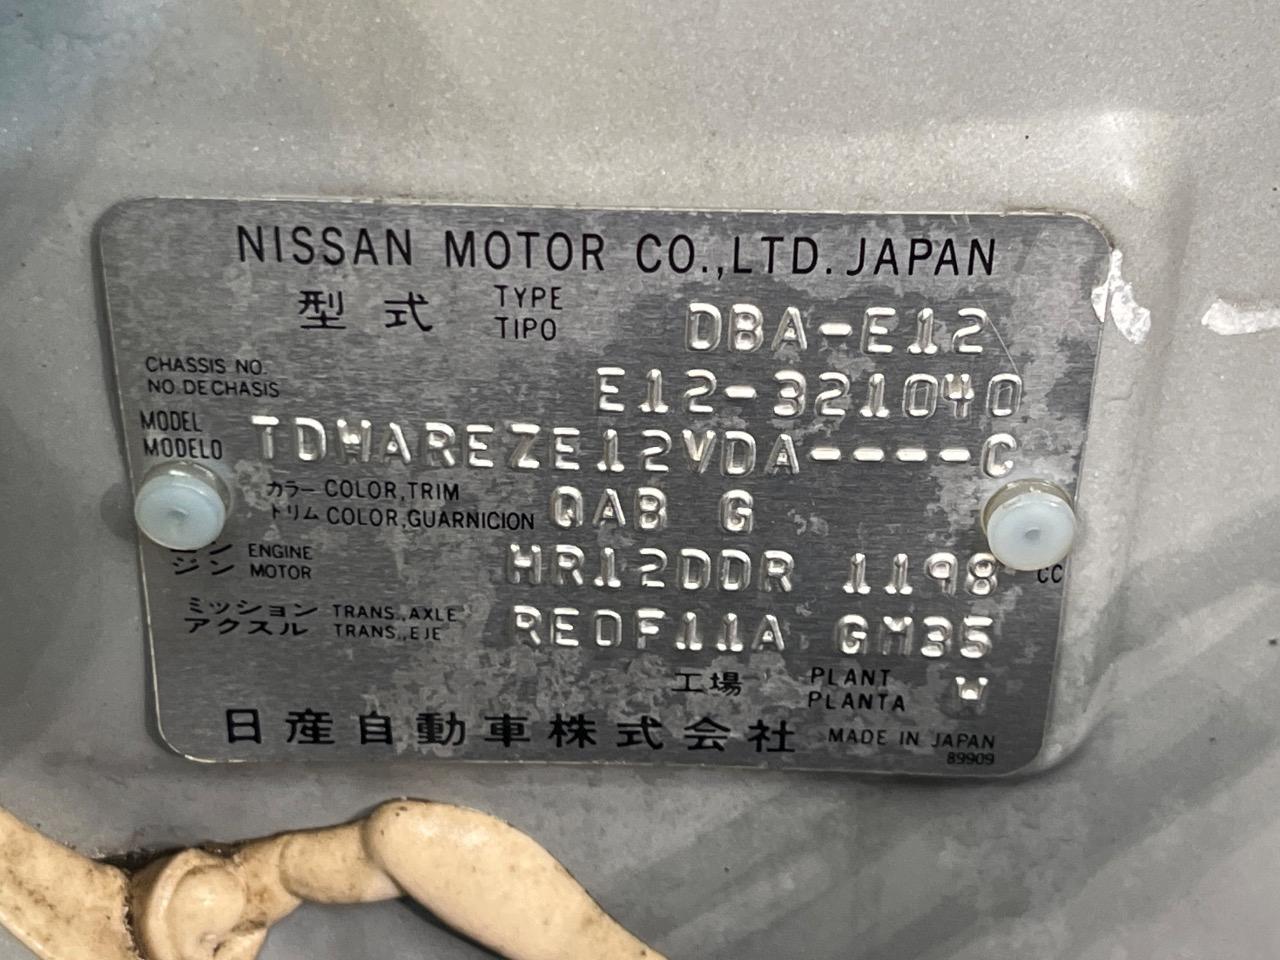 NISSAN MOTOR CO.,LTD. JAPAN
型式 TYPE TIPO DBA-E12
CHASSIS NO.
NO. DE CHASIS E12-321040
MODEL
MODELO TDWAREZE12VDA----C
カラー COLOR,TRIM
トリム COLOR,GUARNICION QAB G
ENGINE
ジン MOTOR HR12DDR 1198 CC
ミッション TRANS.,AXLE
アクスル TRANS.,EJE RE0F11A GM35
工場 PLANT PLANTA W
日産自動車株式会社 MADE IN JAPAN
89909